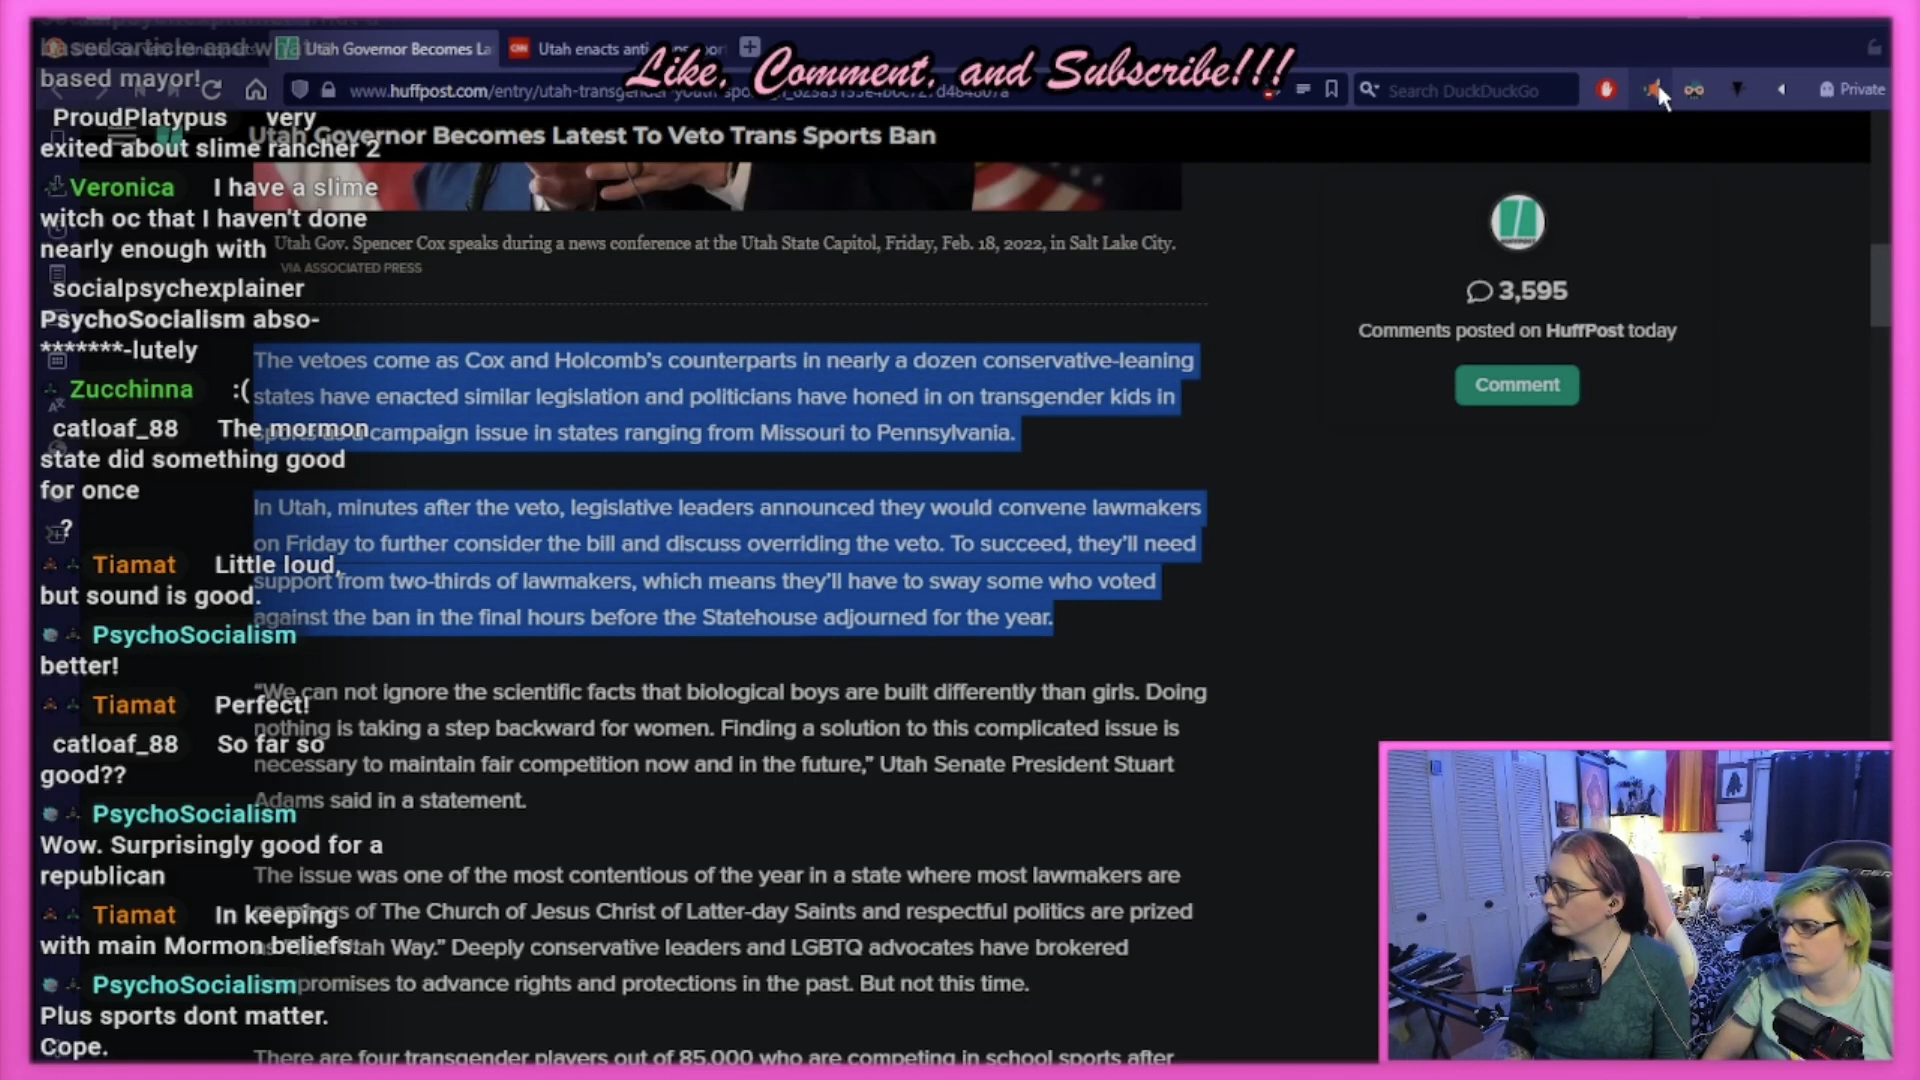 based article and
based mayor!
ProudPlatypus very
exited about slime rancher 2
Veronica I have a slime
witch oc that I haven't done
nearly enough with
socialpsychexplainer
PsychoSocialism abso-
*******-lutely
Zucchinna :(
catloaf_88 The mormon
state did something good
for once
?
Tiamat Little loud,
but sound is good.
PsychoSocialism
better!
Tiamat Perfect!
catloaf_88 So far so
good??
PsychoSocialism
Wow. Surprisingly good for a
republican
Tiamat In keeping
with main Mormon beliefs.
PsychoSocialism
Plus sports dont matter.
Cope.
Utah Governor Becomes La
CNN Utah enacts anti-trans sport
Like, Comment, and Subscribe!!!
www.huffpost.com/entry/utah-transgender-youth-spo
Search DuckDuckGo
Private
Utah Governor Becomes Latest To Veto Trans Sports Ban
Utah Gov. Spencer Cox speaks during a news conference at the Utah State Capitol, Friday, Feb. 18, 2022, in Salt Lake City.
VIA ASSOCIATED PRESS
The vetoes come as Cox and Holcomb's counterparts in nearly a dozen conservative-leaning
states have enacted similar legislation and politicians have honed in on transgender kids in
sports as a campaign issue in states ranging from Missouri to Pennsylvania.
In Utah, minutes after the veto, legislative leaders announced they would convene lawmakers
on Friday to further consider the bill and discuss overriding the veto. To succeed, they'll need
support from two-thirds of lawmakers, which means they'll have to sway some who voted
against the ban in the final hours before the Statehouse adjourned for the year.
"We can not ignore the scientific facts that biological boys are built differently than girls. Doing
nothing is taking a step backward for women. Finding a solution to this complicated issue is
necessary to maintain fair competition now and in the future," Utah Senate President Stuart
Adams said in a statement.
The issue was one of the most contentious of the year in a state where most lawmakers are
members of The Church of Jesus Christ of Latter-day Saints and respectful politics are prized
Utah Way." Deeply conservative leaders and LGBTQ advocates have brokered
promises to advance rights and protections in the past. But not this time.
There are four transgender players out of 85,000 who are competing in school sports after
HUFFPOST
3,595
Comments posted on HuffPost today
Comment